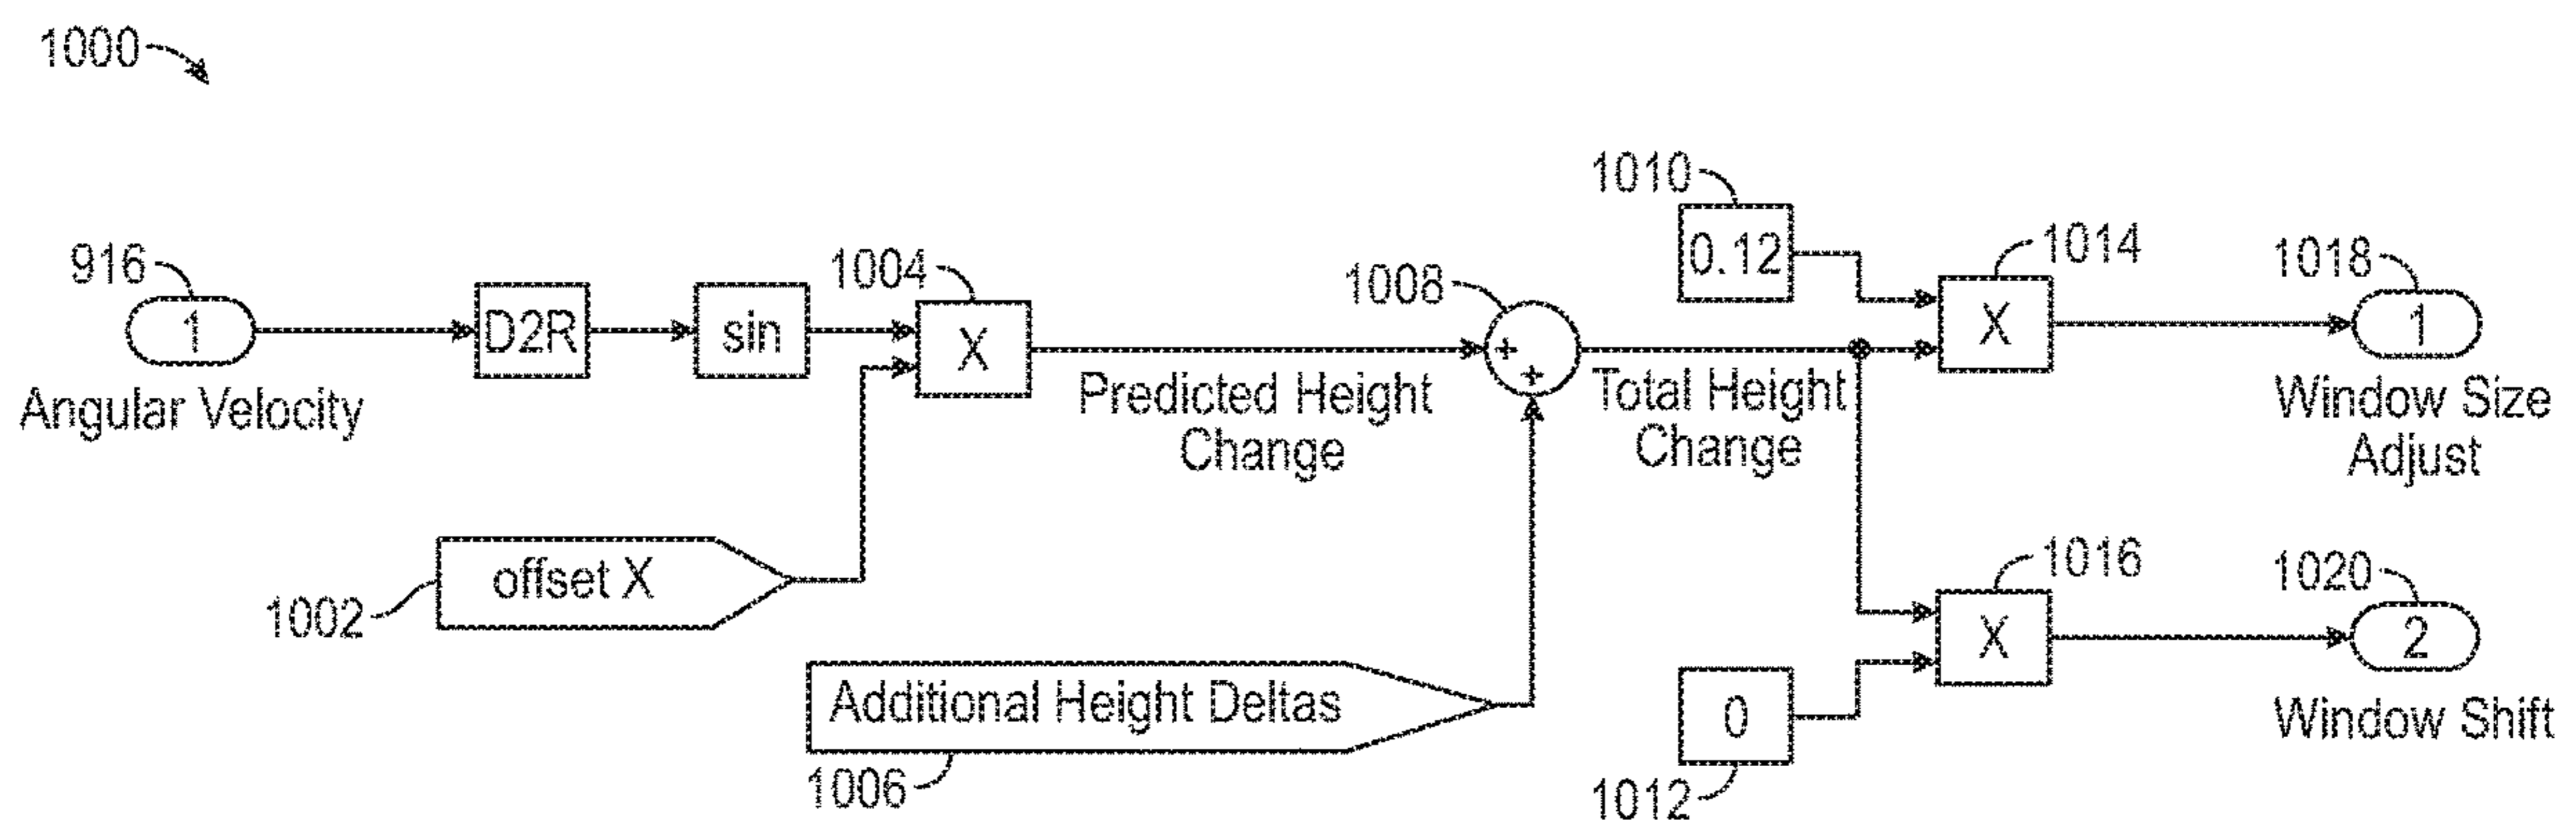 1000
1010
0.12
1014
916
1004
1008
1018
1
D2R
sin
X
+
+
X
1
Angular Velocity
Predicted Height
Change
Total Height
Change
Window Size
Adjust
offset X
1002
1016
1020
X
2
Additional Height Deltas
1006
0
1012
Window Shift